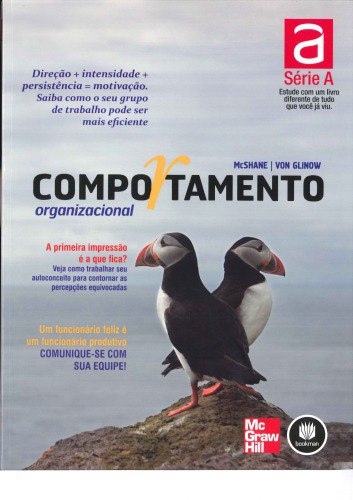 a
Série A
Estude com um livro
diferente de tudo
que você já viu.
Direção + intensidade +
persistência = motivação.
Saiba como o seu grupo
de trabalho pode ser
mais eficiente
McSHANE | VON GLINOW
COMPORTAMENTO
organizacional
A primeira impressão
é a que fica?
Veja como trabalhar seu
autoconceito para contornar as
percepções equivocadas
Um funcionário feliz é
um funcionário produtivo
COMUNIQUE-SE COM
SUA EQUIPE!
Mc
Graw
Hill
bookman